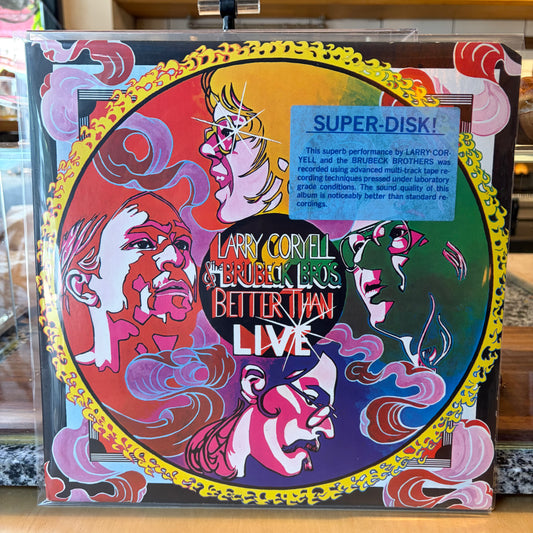 SUPER-DISK!
This superb performance by LARRY COR-
YELL and the BRUBECK BROTHERS was
recorded using advanced multi-track tape re-
cording techniques pressed under laboratory
grade conditions. The sound quality of this
album is noticeably better than standard re-
cordings.
LARRY CORYELL
& the BRUBECK BROS.
BETTER THAN
LIVE